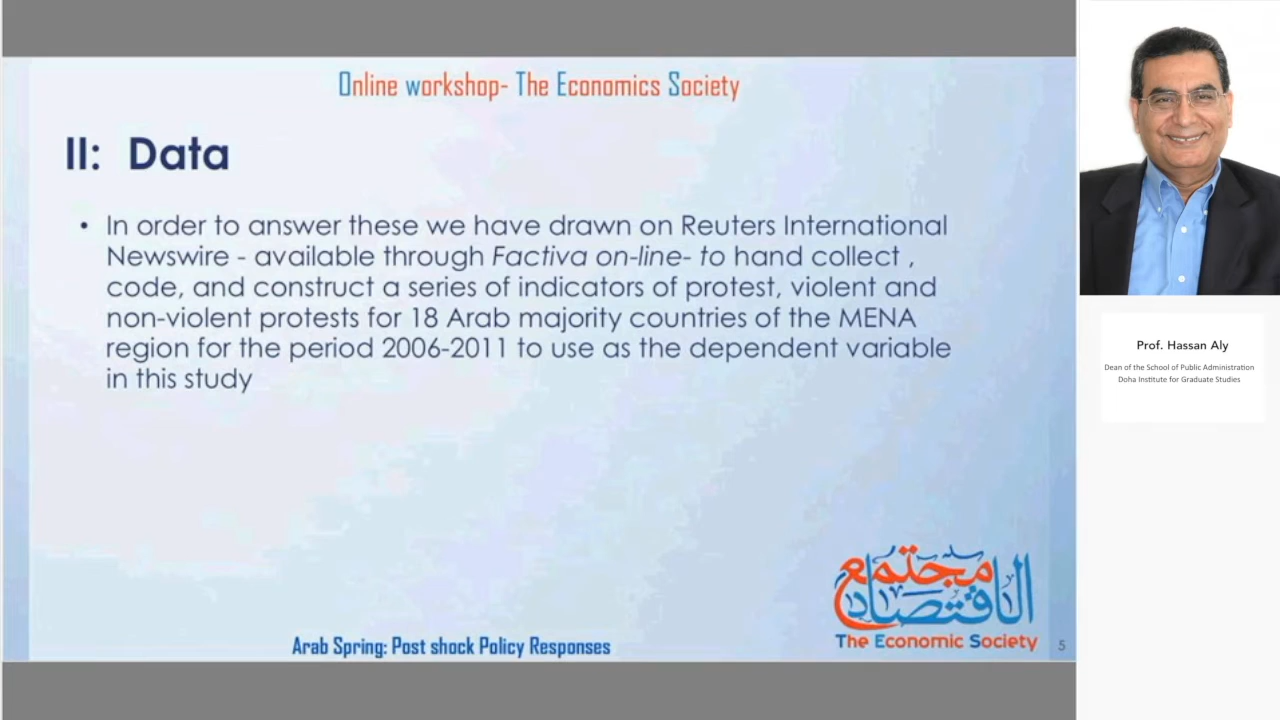 Online workshop- The Economics Society
II: Data
• In order to answer these we have drawn on Reuters International
Newswire - available through Factiva on-line- to hand collect ,
code, and construct a series of indicators of protest, violent and
non-violent protests for 18 Arab majority countries of the MENA
region for the period 2006-2011 to use as the dependent variable
in this study
مجتمع
الاقتصاد
The Economic Society
Arab Spring: Post shock Policy Responses
5
Prof. Hassan Aly
Dean of the School of Public Administration
Doha Institute for Graduate Studies